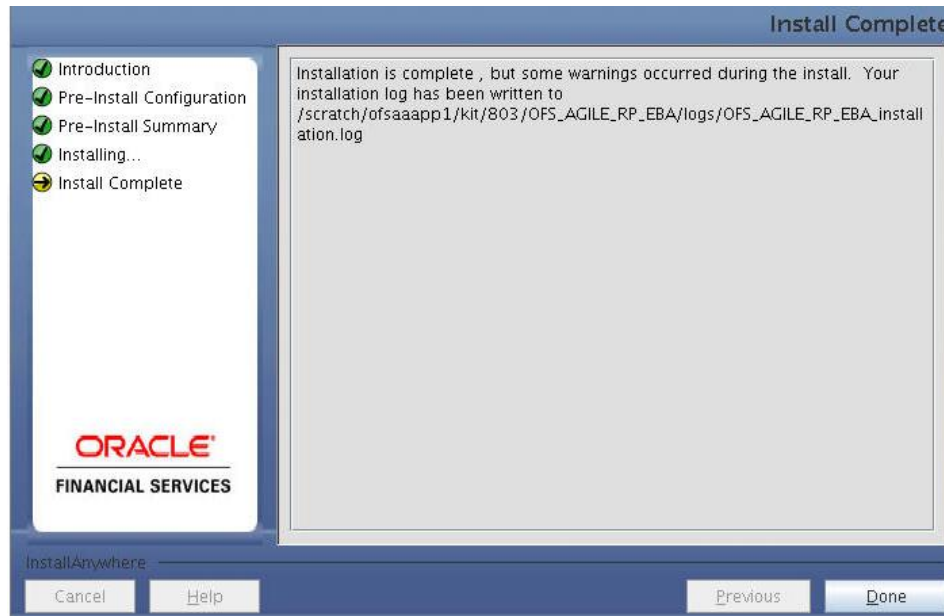 Install Complete
Introduction
Pre-Install Configuration
Pre-Install Summary
Installing...
Install Complete
Installation is complete , but some warnings occurred during the install. Your
installation log has been written to
/scratch/ofsaaapp1/kit/803/OFS_AGILE_RP_EBA/logs/OFS_AGILE_RP_EBA_install
ation.log
ORACLE
FINANCIAL SERVICES
InstallAnywhere
Cancel
Help
Previous
Done